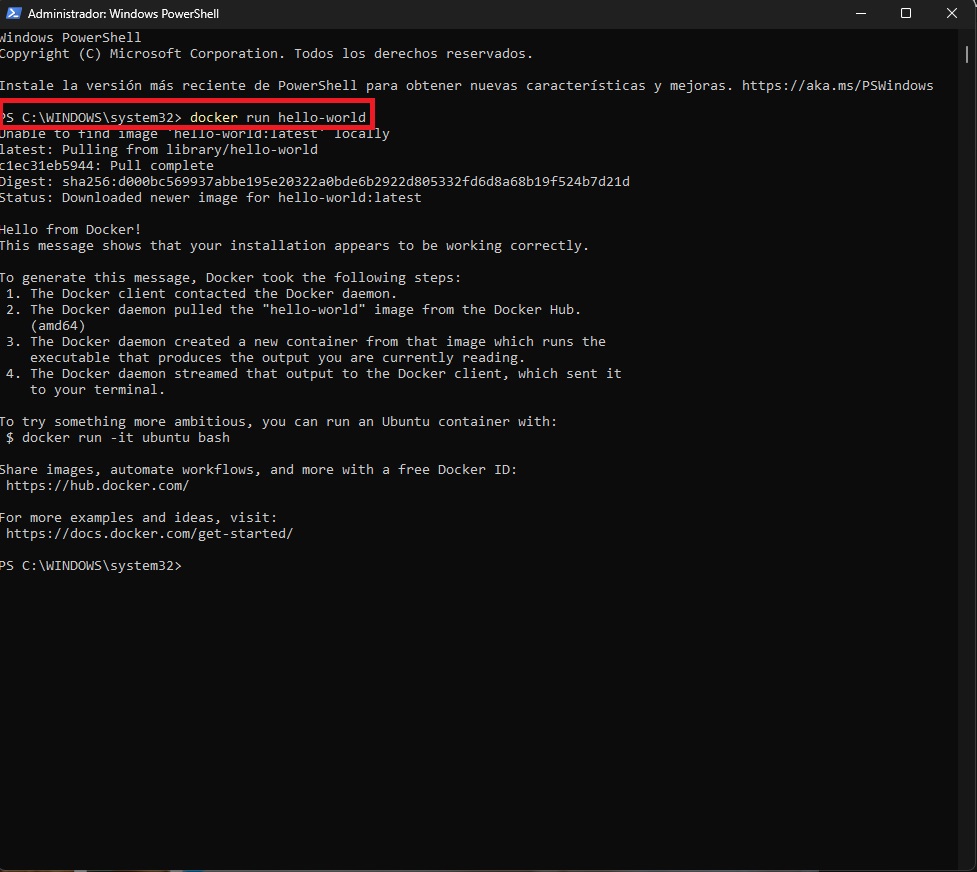 Administrador: Windows PowerShell
Windows PowerShell
Copyright (C) Microsoft Corporation. Todos los derechos reservados.
Instale la versión más reciente de PowerShell para obtener nuevas características y mejoras. https://aka.ms/PSWindows
PS C:\WINDOWS\system32> docker run hello-world
Unable to find image 'hello-world:latest' locally
latest: Pulling from library/hello-world
c1ec31eb5944: Pull complete
Digest: sha256:d000bc569937abbe195e20322a0bde6b2922d805332fd6d8a68b19f524b7d21d
Status: Downloaded newer image for hello-world:latest
Hello from Docker!
This message shows that your installation appears to be working correctly.
To generate this message, Docker took the following steps:
1. The Docker client contacted the Docker daemon.
2. The Docker daemon pulled the "hello-world" image from the Docker Hub.
(amd64)
3. The Docker daemon created a new container from that image which runs the
executable that produces the output you are currently reading.
4. The Docker daemon streamed that output to the Docker client, which sent it
to your terminal.
To try something more ambitious, you can run an Ubuntu container with:
$ docker run -it ubuntu bash
Share images, automate workflows, and more with a free Docker ID:
https://hub.docker.com/
For more examples and ideas, visit:
https://docs.docker.com/get-started/
PS C:\WINDOWS\system32>